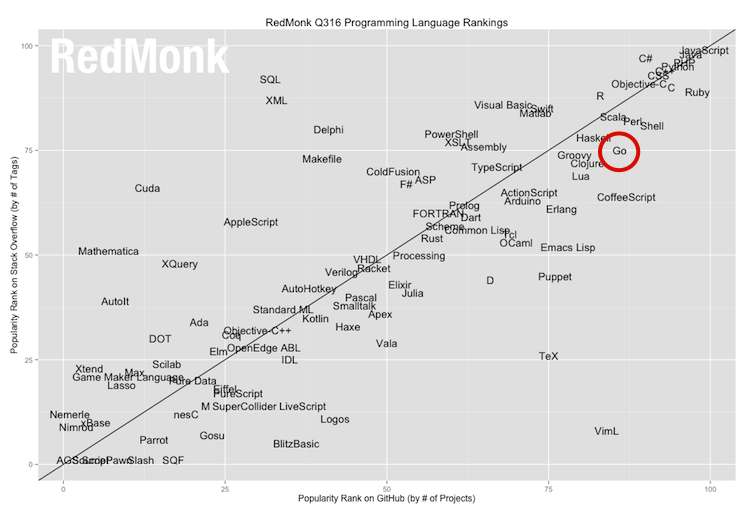 RedMonk Q316 Programming Language Rankings
RedMonk
Popularity Rank on Stack Overflow (by # of Tags)
100
75
50
25
0
JavaScript
Java
PHP
Python
C#
C++
CSS
Objective-C
C
Ruby
SQL
R
XML
Visual Basic
Swift
Matlab
Scala
Perl
Shell
Delphi
PowerShell
XSLT
Assembly
Haskell
Go
Makefile
Groovy
Clojure
TypeScript
ColdFusion
ASP
F#
Lua
Cuda
ActionScript
Arduino
CoffeeScript
Prolog
FORTRAN
Dart
Erlang
AppleScript
Scheme
Common Lisp
Tcl
Rust
OCaml
Emacs Lisp
Mathematica
Processing
VHDL
XQuery
Racket
Verilog
Puppet
D
Elixir
AutoHotkey
Julia
Pascal
AutoIt
Smalltalk
Standard ML
Apex
Kotlin
Ada
Haxe
Objective-C++
Coq
DOT
Vala
OpenEdge ABL
Elm
IDL
TeX
Scilab
Xtend
Max
Game Maker Language
Pure Data
Lasso
Eiffel
PureScript
M
SuperCollider
LiveScript
Nemerle
nesC
Logos
xBase
Nimrod
VimL
Gosu
Parrot
BlitzBasic
Slash
SQF
0
25
50
75
100
Popularity Rank on GitHub (by # of Projects)